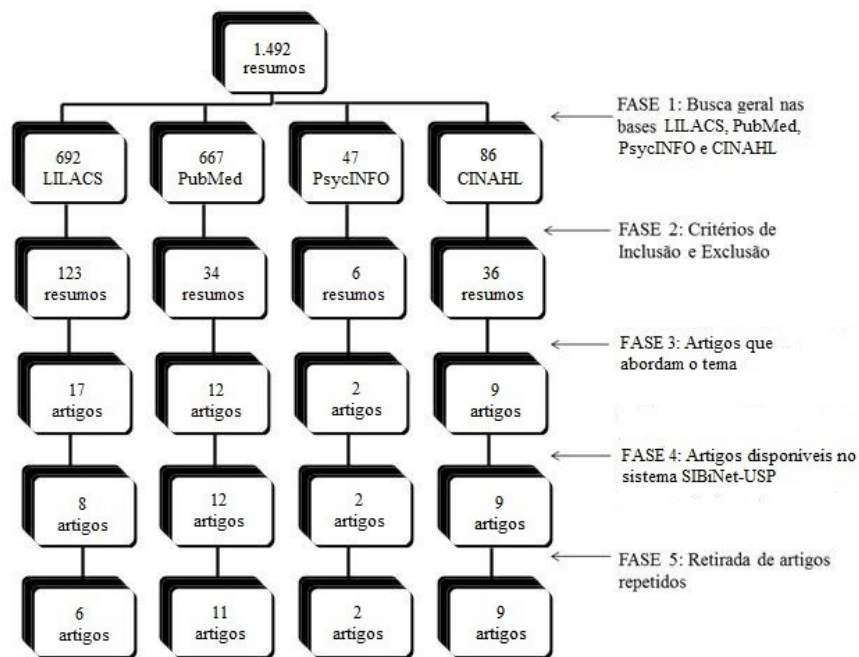 1.492
resumos
FASE 1: Busca geral nas
bases LILACS, PubMed,
PsycINFO e CINAHL
692
LILACS
667
PubMed
47
PsycINFO
86
CINAHL
FASE 2: Critérios de
Inclusão e Exclusão
123
resumos
34
resumos
6
resumos
36
resumos
FASE 3: Artigos que
abordam o tema
17
artigos
12
artigos
2
artigos
9
artigos
FASE 4: Artigos disponiveis no
sistema SIBiNet-USP
8
artigos
12
artigos
2
artigos
9
artigos
FASE 5: Retirada de artigos
repetidos
6
artigos
11
artigos
2
artigos
9
artigos